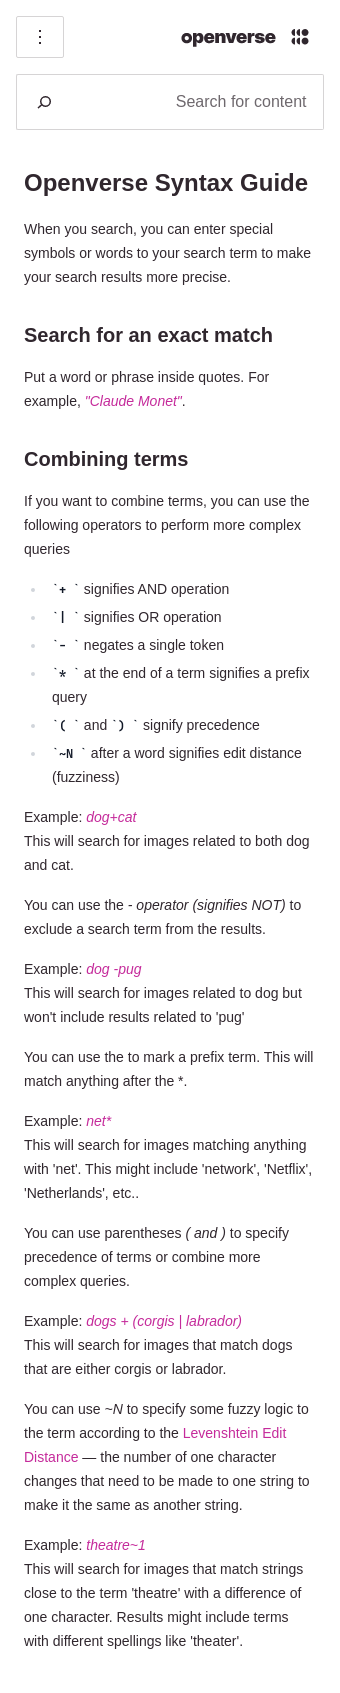 openverse
Search for content
Openverse Syntax Guide
When you search, you can enter special
symbols or words to your search term to make
your search results more precise.
Search for an exact match
Put a word or phrase inside quotes. For
example, "Claude Monet".
Combining terms
If you want to combine terms, you can use the
following operators to perform more complex
queries
`+ ` signifies AND operation
`| ` signifies OR operation
`- ` negates a single token
`* ` at the end of a term signifies a prefix
query
`( ` and `) ` signify precedence
`~N ` after a word signifies edit distance
(fuzziness)
Example: dog+cat
This will search for images related to both dog
and cat.
You can use the - operator (signifies NOT) to
exclude a search term from the results.
Example: dog -pug
This will search for images related to dog but
won't include results related to 'pug'
You can use the to mark a prefix term. This will
match anything after the *.
Example: net*
This will search for images matching anything
with 'net'. This might include 'network', 'Netflix',
'Netherlands', etc..
You can use parentheses ( and ) to specify
precedence of terms or combine more
complex queries.
Example: dogs + (corgis | labrador)
This will search for images that match dogs
that are either corgis or labrador.
You can use ~N to specify some fuzzy logic to
the term according to the Levenshtein Edit
Distance — the number of one character
changes that need to be made to one string to
make it the same as another string.
Example: theatre~1
This will search for images that match strings
close to the term 'theatre' with a difference of
one character. Results might include terms
with different spellings like 'theater'.